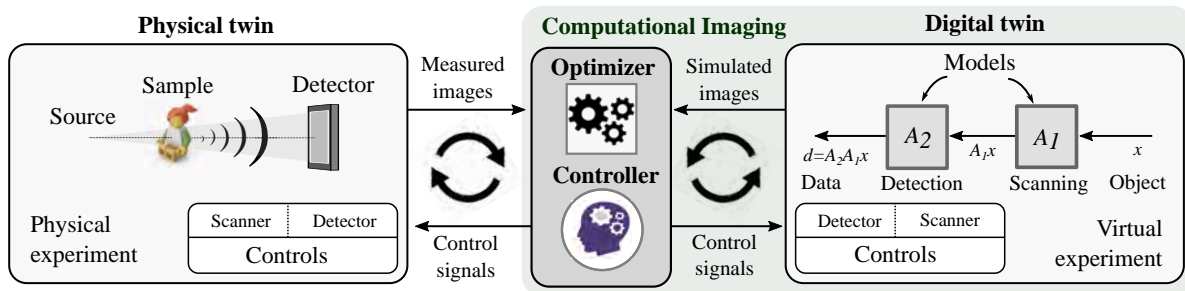 Physical twin
Computational Imaging
Digital twin
Source
Sample
Detector
Physical
experiment
Scanner
Detector
Controls
Measured
images
Control
signals
Optimizer
Controller
Simulated
images
Control
signals
Models
A2
A1
d=A2A1x
A1x
x
Data
Detection
Scanning
Object
Detector
Scanner
Controls
Virtual
experiment